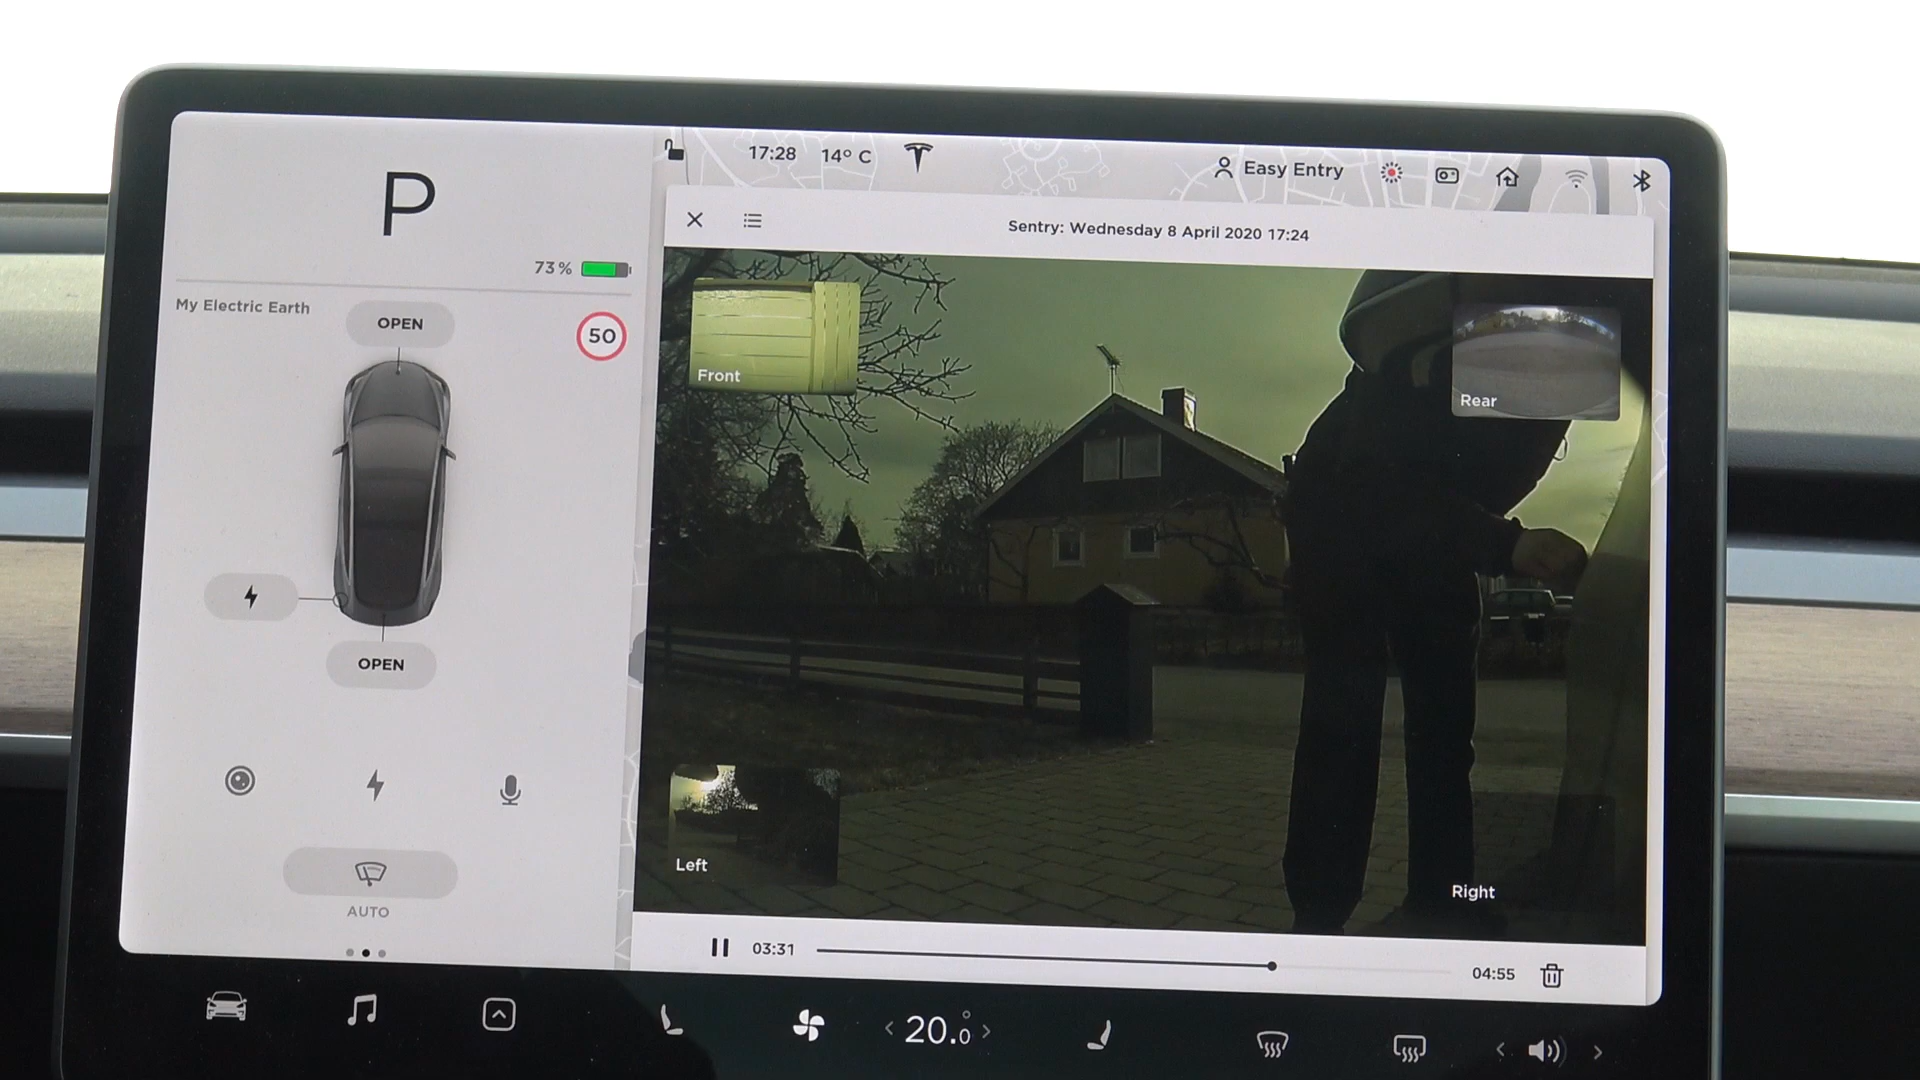 P
73 %
My Electric Earth
OPEN
50
OPEN
AUTO
17:28 14° C
Easy Entry
Sentry: Wednesday 8 April 2020 17:24
Front
Rear
Left
Right
03:31
04:55
20.0°